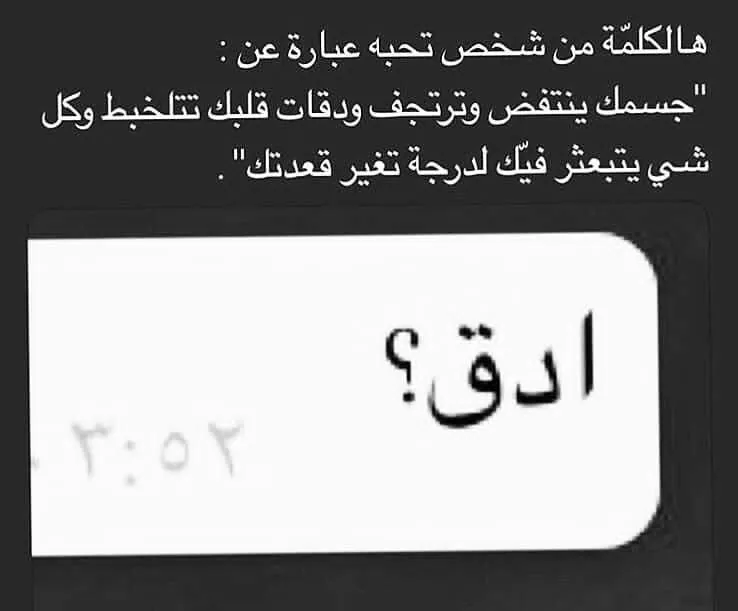 هالكلمّة من شخص تحبه عبارة عن :
"جسمك ينتفض وترتجف ودقات قلبك تتلخبط وكل
شي يتبعثر فيّك لدرجة تغير قعدتك" .
ادق؟
٣:٥٢